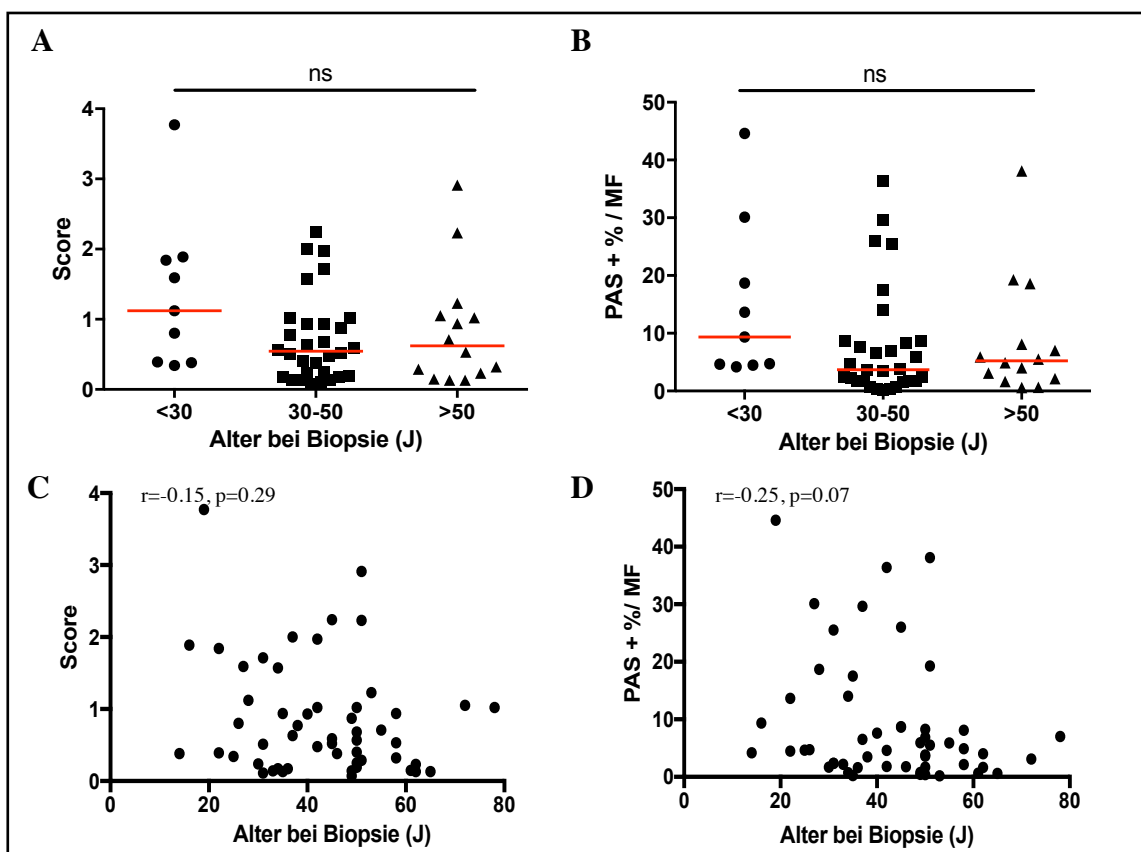 A
ns
Score
4
3
2
1
0
<30 30-50 >50
Alter bei Biopsie (J)
B
ns
PAS + % / MF
50
40
30
20
10
0
<30 30-50 >50
Alter bei Biopsie (J)
C
r=-0.15, p=0.29
Score
4
3
2
1
0
0 20 40 60 80
Alter bei Biopsie (J)
D
r=-0.25, p=0.07
PAS + %/ MF
50
40
30
20
10
0
0 20 40 60 80
Alter bei Biopsie (J)